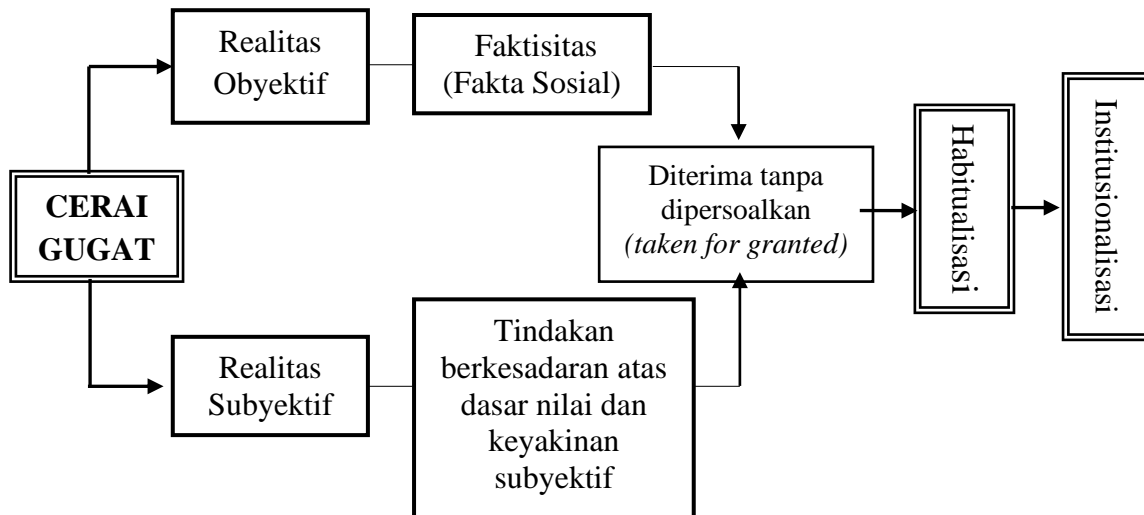 CERAI
GUGAT
Realitas
Obyektif
Faktisitas
(Fakta Sosial)
Realitas
Subyektif
Tindakan
berkesadaran atas
dasar nilai dan
keyakinan
subyektif
Diterima tanpa
dipersoalkan
(taken for granted)
Habitualisasi
Institusionalisasi